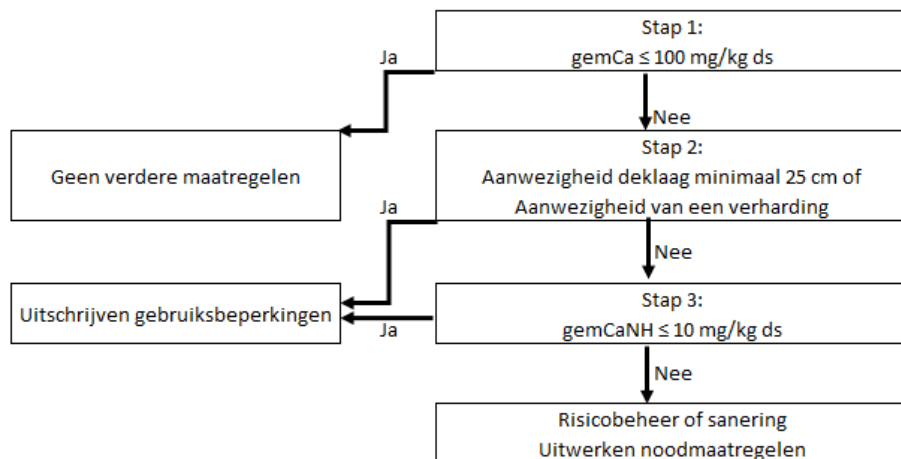 Stap 1:
gemCa ≤ 100 mg/kg ds
Ja
Nee
Geen verdere maatregelen
Stap 2:
Aanwezigheid deklaag minimaal 25 cm of
Aanwezigheid van een verharding
Ja
Nee
Uitschrijven gebruiksbeperkingen
Stap 3:
gemCaNH ≤ 10 mg/kg ds
Ja
Nee
Risicobeheer of sanering
Uitwerken noodmaatregelen